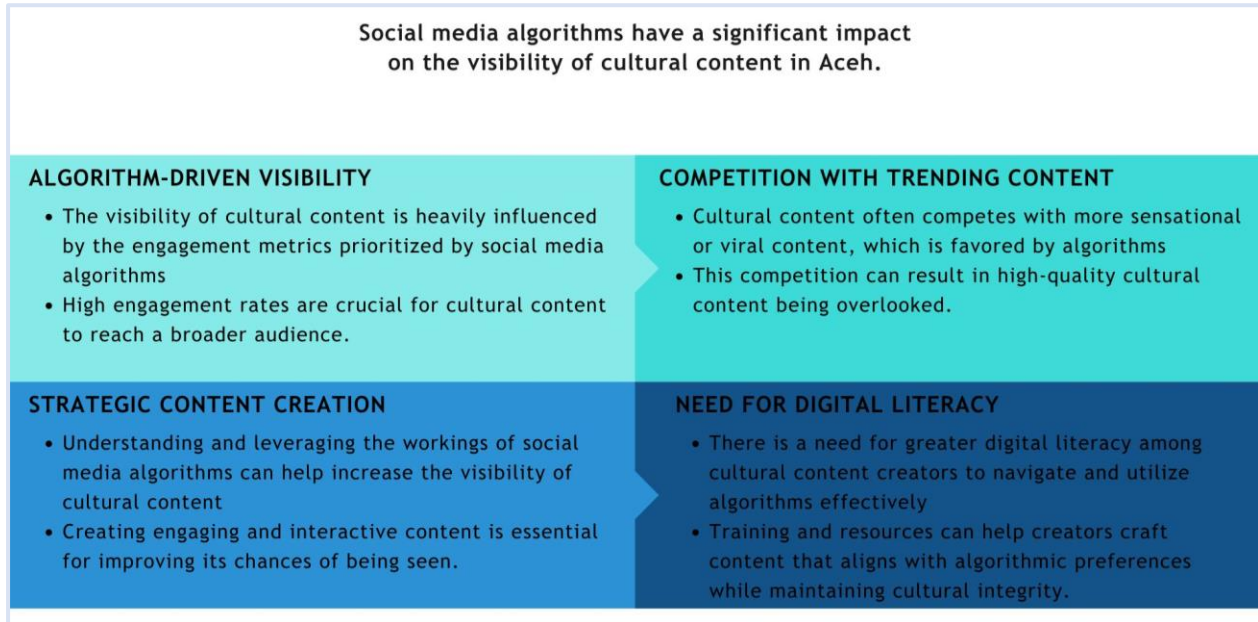 Social media algorithms have a significant impact
on the visibility of cultural content in Aceh.
ALGORITHM-DRIVEN VISIBILITY
• The visibility of cultural content is heavily influenced
by the engagement metrics prioritized by social media
algorithms
• High engagement rates are crucial for cultural content
to reach a broader audience.
COMPETITION WITH TRENDING CONTENT
• Cultural content often competes with more sensational
or viral content, which is favored by algorithms
• This competition can result in high-quality cultural
content being overlooked.
STRATEGIC CONTENT CREATION
• Understanding and leveraging the workings of social
media algorithms can help increase the visibility of
cultural content
• Creating engaging and interactive content is essential
for improving its chances of being seen.
NEED FOR DIGITAL LITERACY
• There is a need for greater digital literacy among
cultural content creators to navigate and utilize
algorithms effectively
• Training and resources can help creators craft
content that aligns with algorithmic preferences
while maintaining cultural integrity.